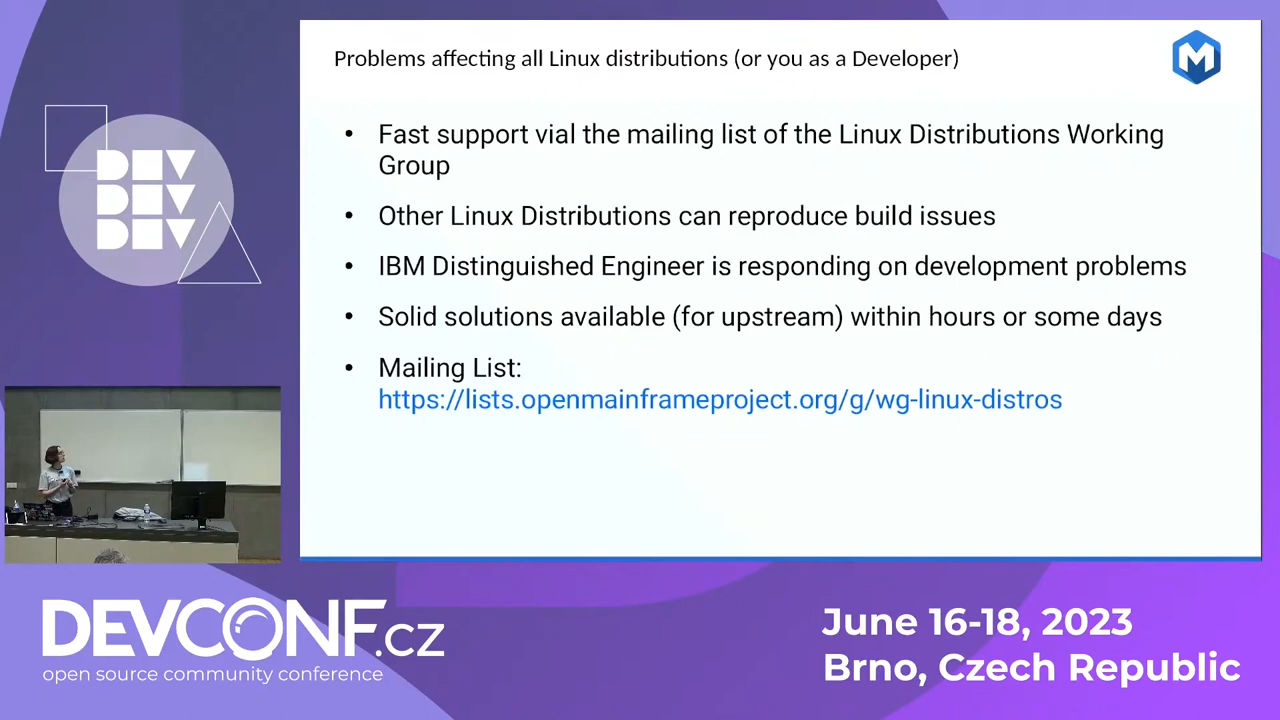 Problems affecting all Linux distributions (or you as a Developer)
M
• Fast support vial the mailing list of the Linux Distributions Working
Group
• Other Linux Distributions can reproduce build issues
• IBM Distinguished Engineer is responding on development problems
• Solid solutions available (for upstream) within hours or some days
• Mailing List:
https://lists.openmainframeproject.org/g/wg-linux-distros
DEV
DEV
DEV
DEVCONF.cz
open source community conference
June 16-18, 2023
Brno, Czech Republic